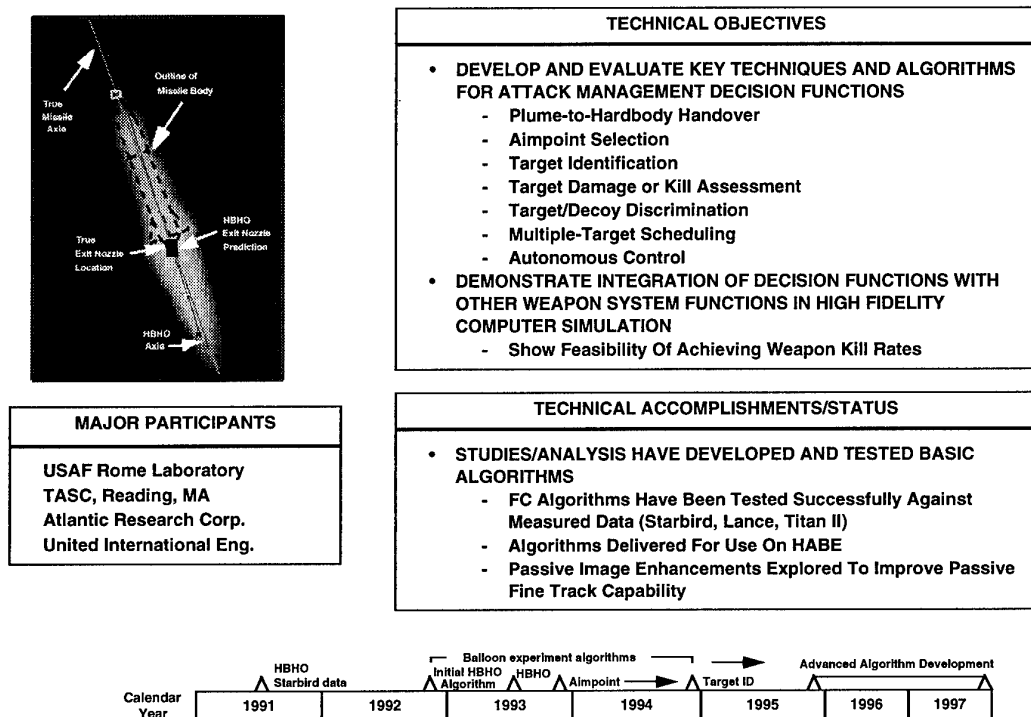 True
Missile
Axis
Outline of
Missile Body
True
Exit Nozzle
Location
HBHO
Exit Nozzle
Prediction
HBHO
Axis
MAJOR PARTICIPANTS
USAF Rome Laboratory
TASC, Reading, MA
Atlantic Research Corp.
United International Eng.
TECHNICAL OBJECTIVES
• DEVELOP AND EVALUATE KEY TECHNIQUES AND ALGORITHMS
FOR ATTACK MANAGEMENT DECISION FUNCTIONS
- Plume-to-Hardbody Handover
- Aimpoint Selection
- Target Identification
- Target Damage or Kill Assessment
- Target/Decoy Discrimination
- Multiple-Target Scheduling
- Autonomous Control
• DEMONSTRATE INTEGRATION OF DECISION FUNCTIONS WITH
OTHER WEAPON SYSTEM FUNCTIONS IN HIGH FIDELITY
COMPUTER SIMULATION
- Show Feasibility Of Achieving Weapon Kill Rates
TECHNICAL ACCOMPLISHMENTS/STATUS
• STUDIES/ANALYSIS HAVE DEVELOPED AND TESTED BASIC
ALGORITHMS
- FC Algorithms Have Been Tested Successfully Against
Measured Data (Starbird, Lance, Titan II)
- Algorithms Delivered For Use On HABE
- Passive Image Enhancements Explored To Improve Passive
Fine Track Capability
Balloon experiment algorithms
HBHO
Starbird data
Initial HBHO
Algorithm
HBHO
Aimpoint
Target ID
Advanced Algorithm Development
Calendar
Year
1991 1992 1993 1994 1995 1996 1997